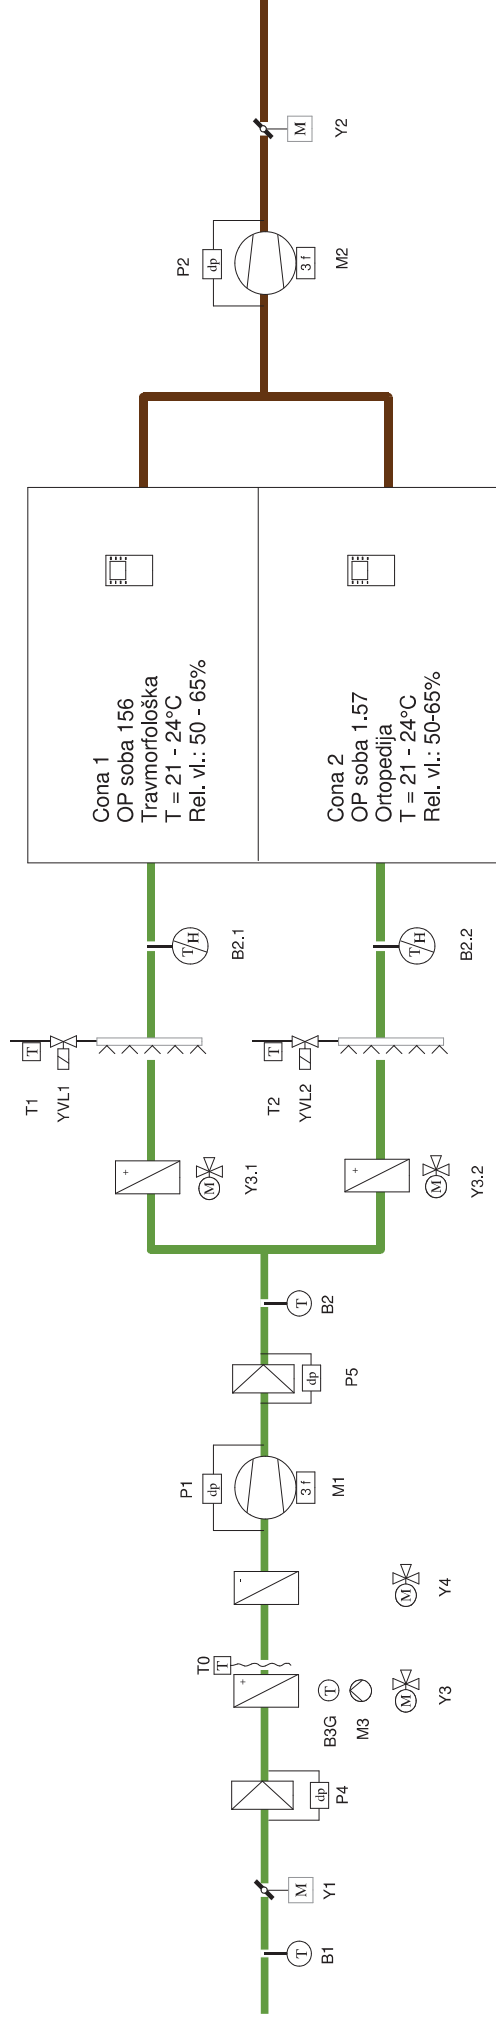 Y2
M
P2
dp
3 f
M2
Cona 1
OP soba 156
Travmorfološka
T = 21 - 24°C
Rel. vl.: 50 - 65%
Cona 2
OP soba 1.57
Ortopedija
T = 21 - 24°C
Rel. vl.: 50-65%
T
H
B2.1
T
H
B2.2
T1
T
YVL1
T2
T
YVL2
+
M
Y3.1
+
M
Y3.2
T
B2
dp
P5
P1
dp
3 f
M1
-
M
Y4
T0
T
+
T
B3G
M3
M
Y3
dp
P4
M
Y1
T
B1